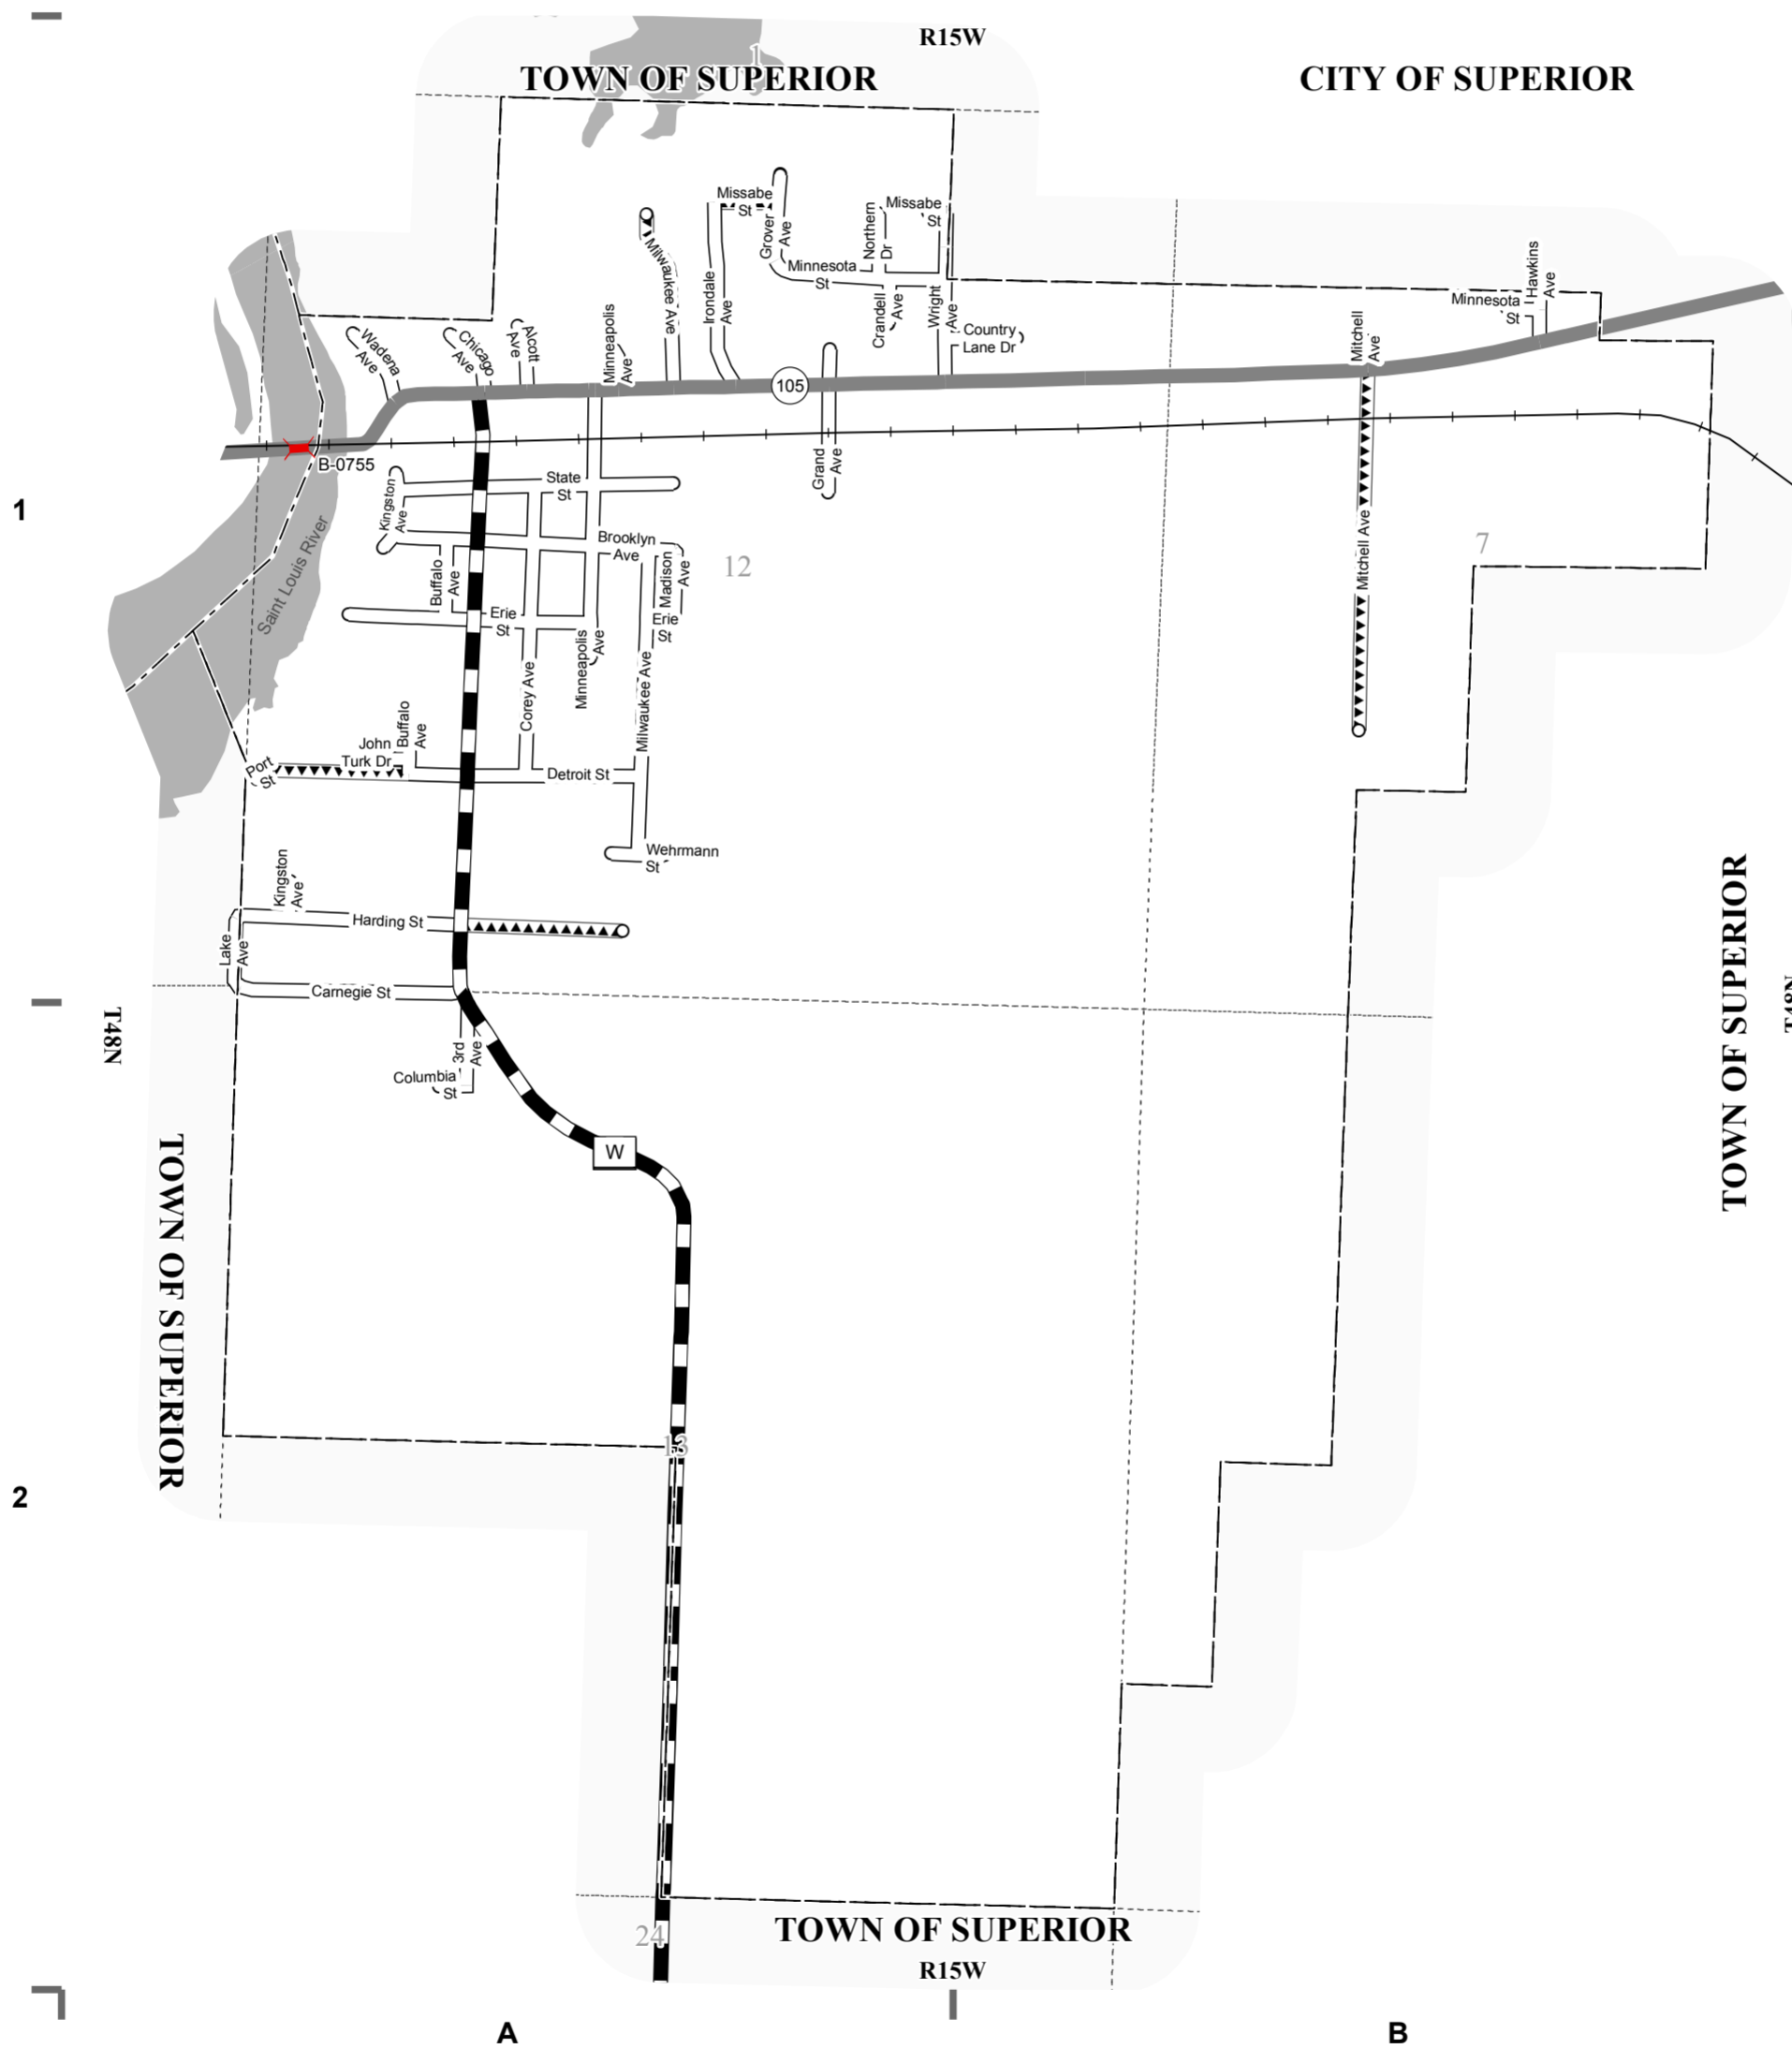 R15W
1
TOWN OF SUPERIOR
CITY OF SUPERIOR
Missabe
St
Grover
Ave
Northern
Dr
Missabe
St
Milwaukee Ave
Irondale
Ave
Minnesota
St
Crandell
Ave
Wright
Ave
Country
Lane Dr
Hawkins
Ave
Minnesota
St
Mitchell
Ave
Wadena
Ave
Chicago
Ave
Alcott
Ave
Minneapolis
Ave
105
B-0755
Grand
Ave
State
St
Kingston
Ave
1
Saint Louis River
Brooklyn
Ave
Buffalo
Ave
Madison
Ave
12
7
Mitchell Ave
Erie
St
Erie
St
Minneapolis
Ave
Corey Ave
Milwaukee Ave
Buffalo
Ave
John
Turk Dr
Port
St
Detroit St
Wehrmann
St
Kingston
Ave
Harding St
Lake
Ave
Carnegie St
T48N
T48N
TOWN OF SUPERIOR
3rd
Ave
Columbia
St
W
TOWN OF SUPERIOR
13
2
24
TOWN OF SUPERIOR
R15W
A
B